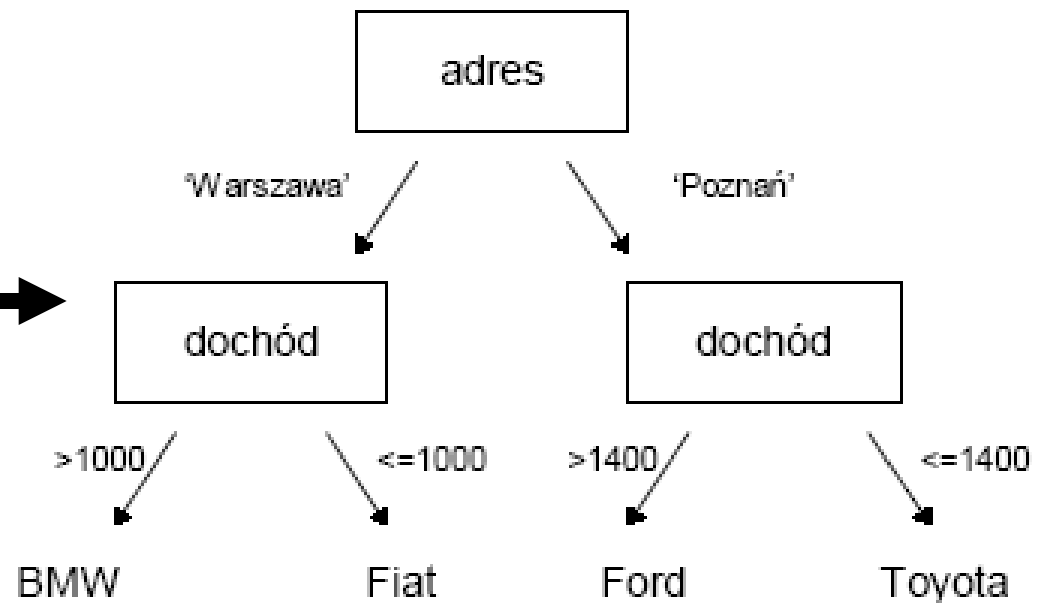 adres
‘Warszawa’
‘Poznań’
dochód
dochód
>1000
<=1000
>1400
<=1400
BMW
Fiat
Ford
Toyota